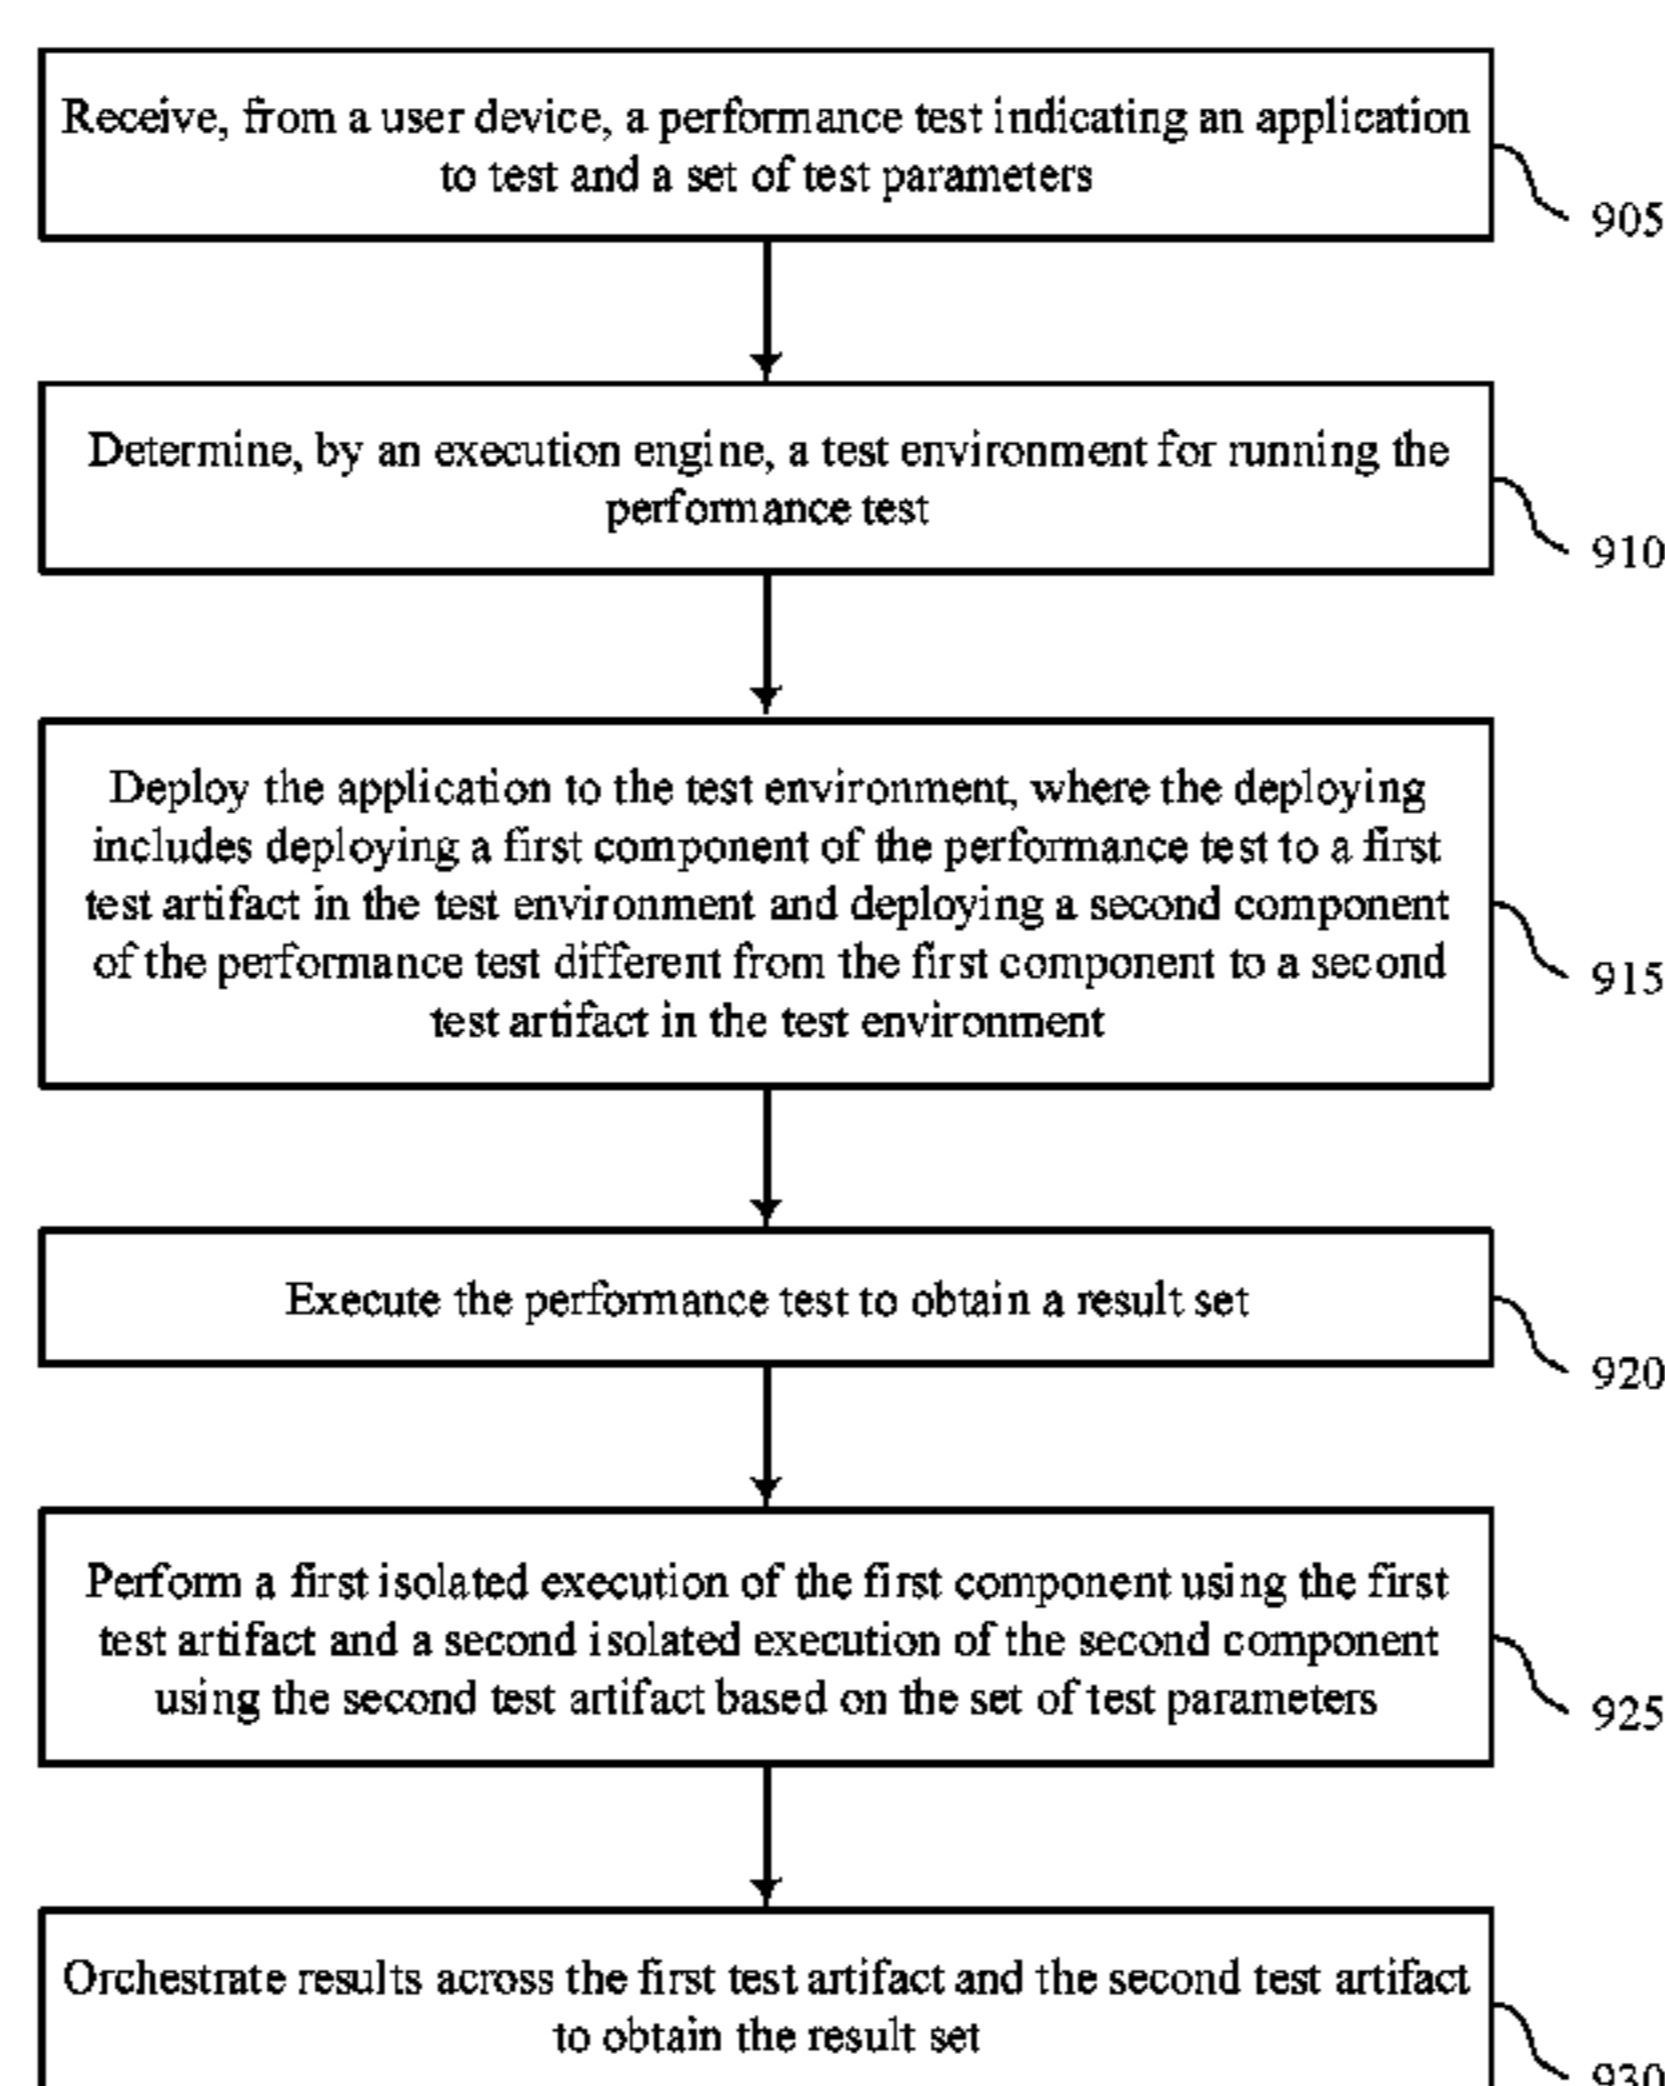 Receive, from a user device, a performance test indicating an application
to test and a set of test parameters
905
Determine, by an execution engine, a test environment for running the
performance test
910
Deploy the application to the test environment, where the deploying
includes deploying a first component of the performance test to a first
test artifact in the test environment and deploying a second component
of the performance test different from the first component to a second
test artifact in the test environment
915
Execute the performance test to obtain a result set
920
Perform a first isolated execution of the first component using the first
test artifact and a second isolated execution of the second component
using the second test artifact based on the set of test parameters
925
Orchestrate results across the first test artifact and the second test artifact
to obtain the result set
930